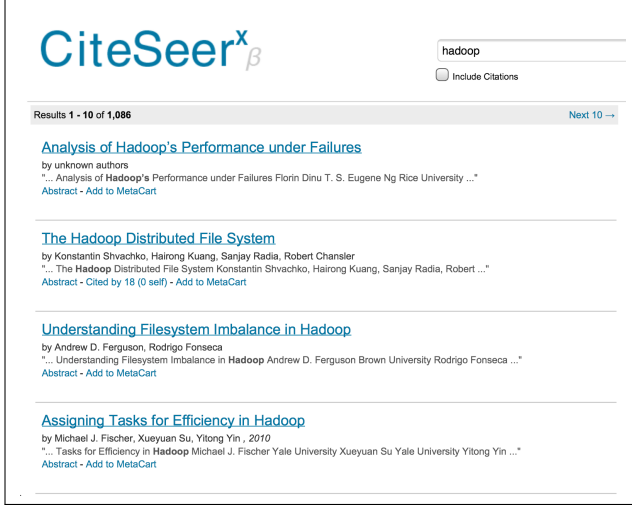 CiteSeerxβ
hadoop
Include Citations
Results 1 - 10 of 1,086
Next 10 →
Analysis of Hadoop's Performance under Failures
by unknown authors
"... Analysis of Hadoop's Performance under Failures Florin Dinu T. S. Eugene Ng Rice University ..."
Abstract - Add to MetaCart
The Hadoop Distributed File System
by Konstantin Shvachko, Hairong Kuang, Sanjay Radia, Robert Chansler
"... The Hadoop Distributed File System Konstantin Shvachko, Hairong Kuang, Sanjay Radia, Robert ..."
Abstract - Cited by 18 (0 self) - Add to MetaCart
Understanding Filesystem Imbalance in Hadoop
by Andrew D. Ferguson, Rodrigo Fonseca
"... Understanding Filesystem Imbalance in Hadoop Andrew D. Ferguson Brown University Rodrigo Fonseca ..."
Abstract - Add to MetaCart
Assigning Tasks for Efficiency in Hadoop
by Michael J. Fischer, Xueyuan Su, Yitong Yin , 2010
"... Tasks for Efficiency in Hadoop Michael J. Fischer Yale University Xueyuan Su Yale University Yitong Yin ..."
Abstract - Add to MetaCart